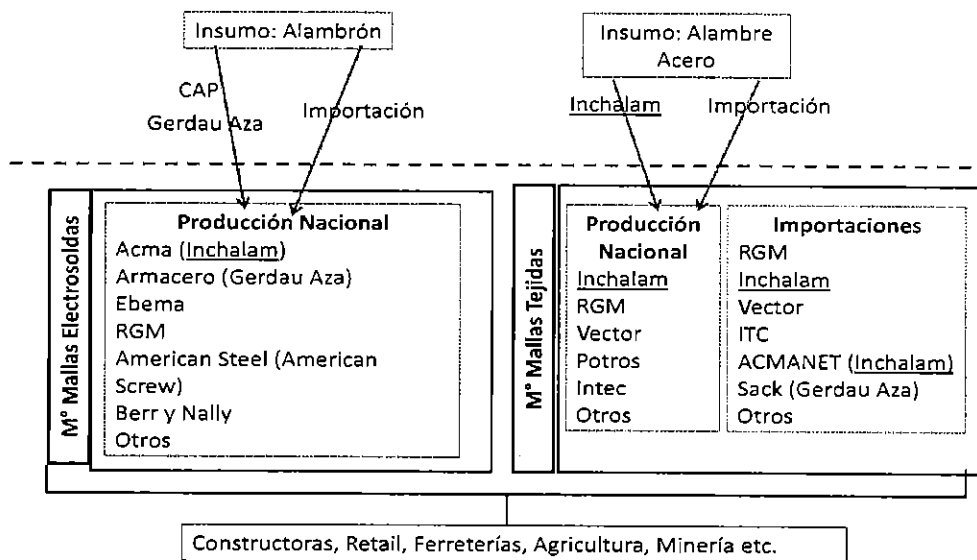 Insumo: Alambrón
Insumo: Alambre
Acero
CAP
Gerdau Aza
Importación
Inchalam
Importación
M° Mallas Electrosoldas
Producción Nacional
Acma (Inchalam)
Armacero (Gerdau Aza)
Ebema
RGM
American Steel (American
Screw)
Berr y Nally
Otros
M° Mallas Tejidas
Producción
Nacional
Inchalam
RGM
Vector
Potros
Intec
Otros
Importaciones
RGM
Inchalam
Vector
ITC
ACMANET (Inchalam)
Sack (Gerdau Aza)
Otros
Constructoras, Retail, Ferreterías, Agricultura, Minería etc.